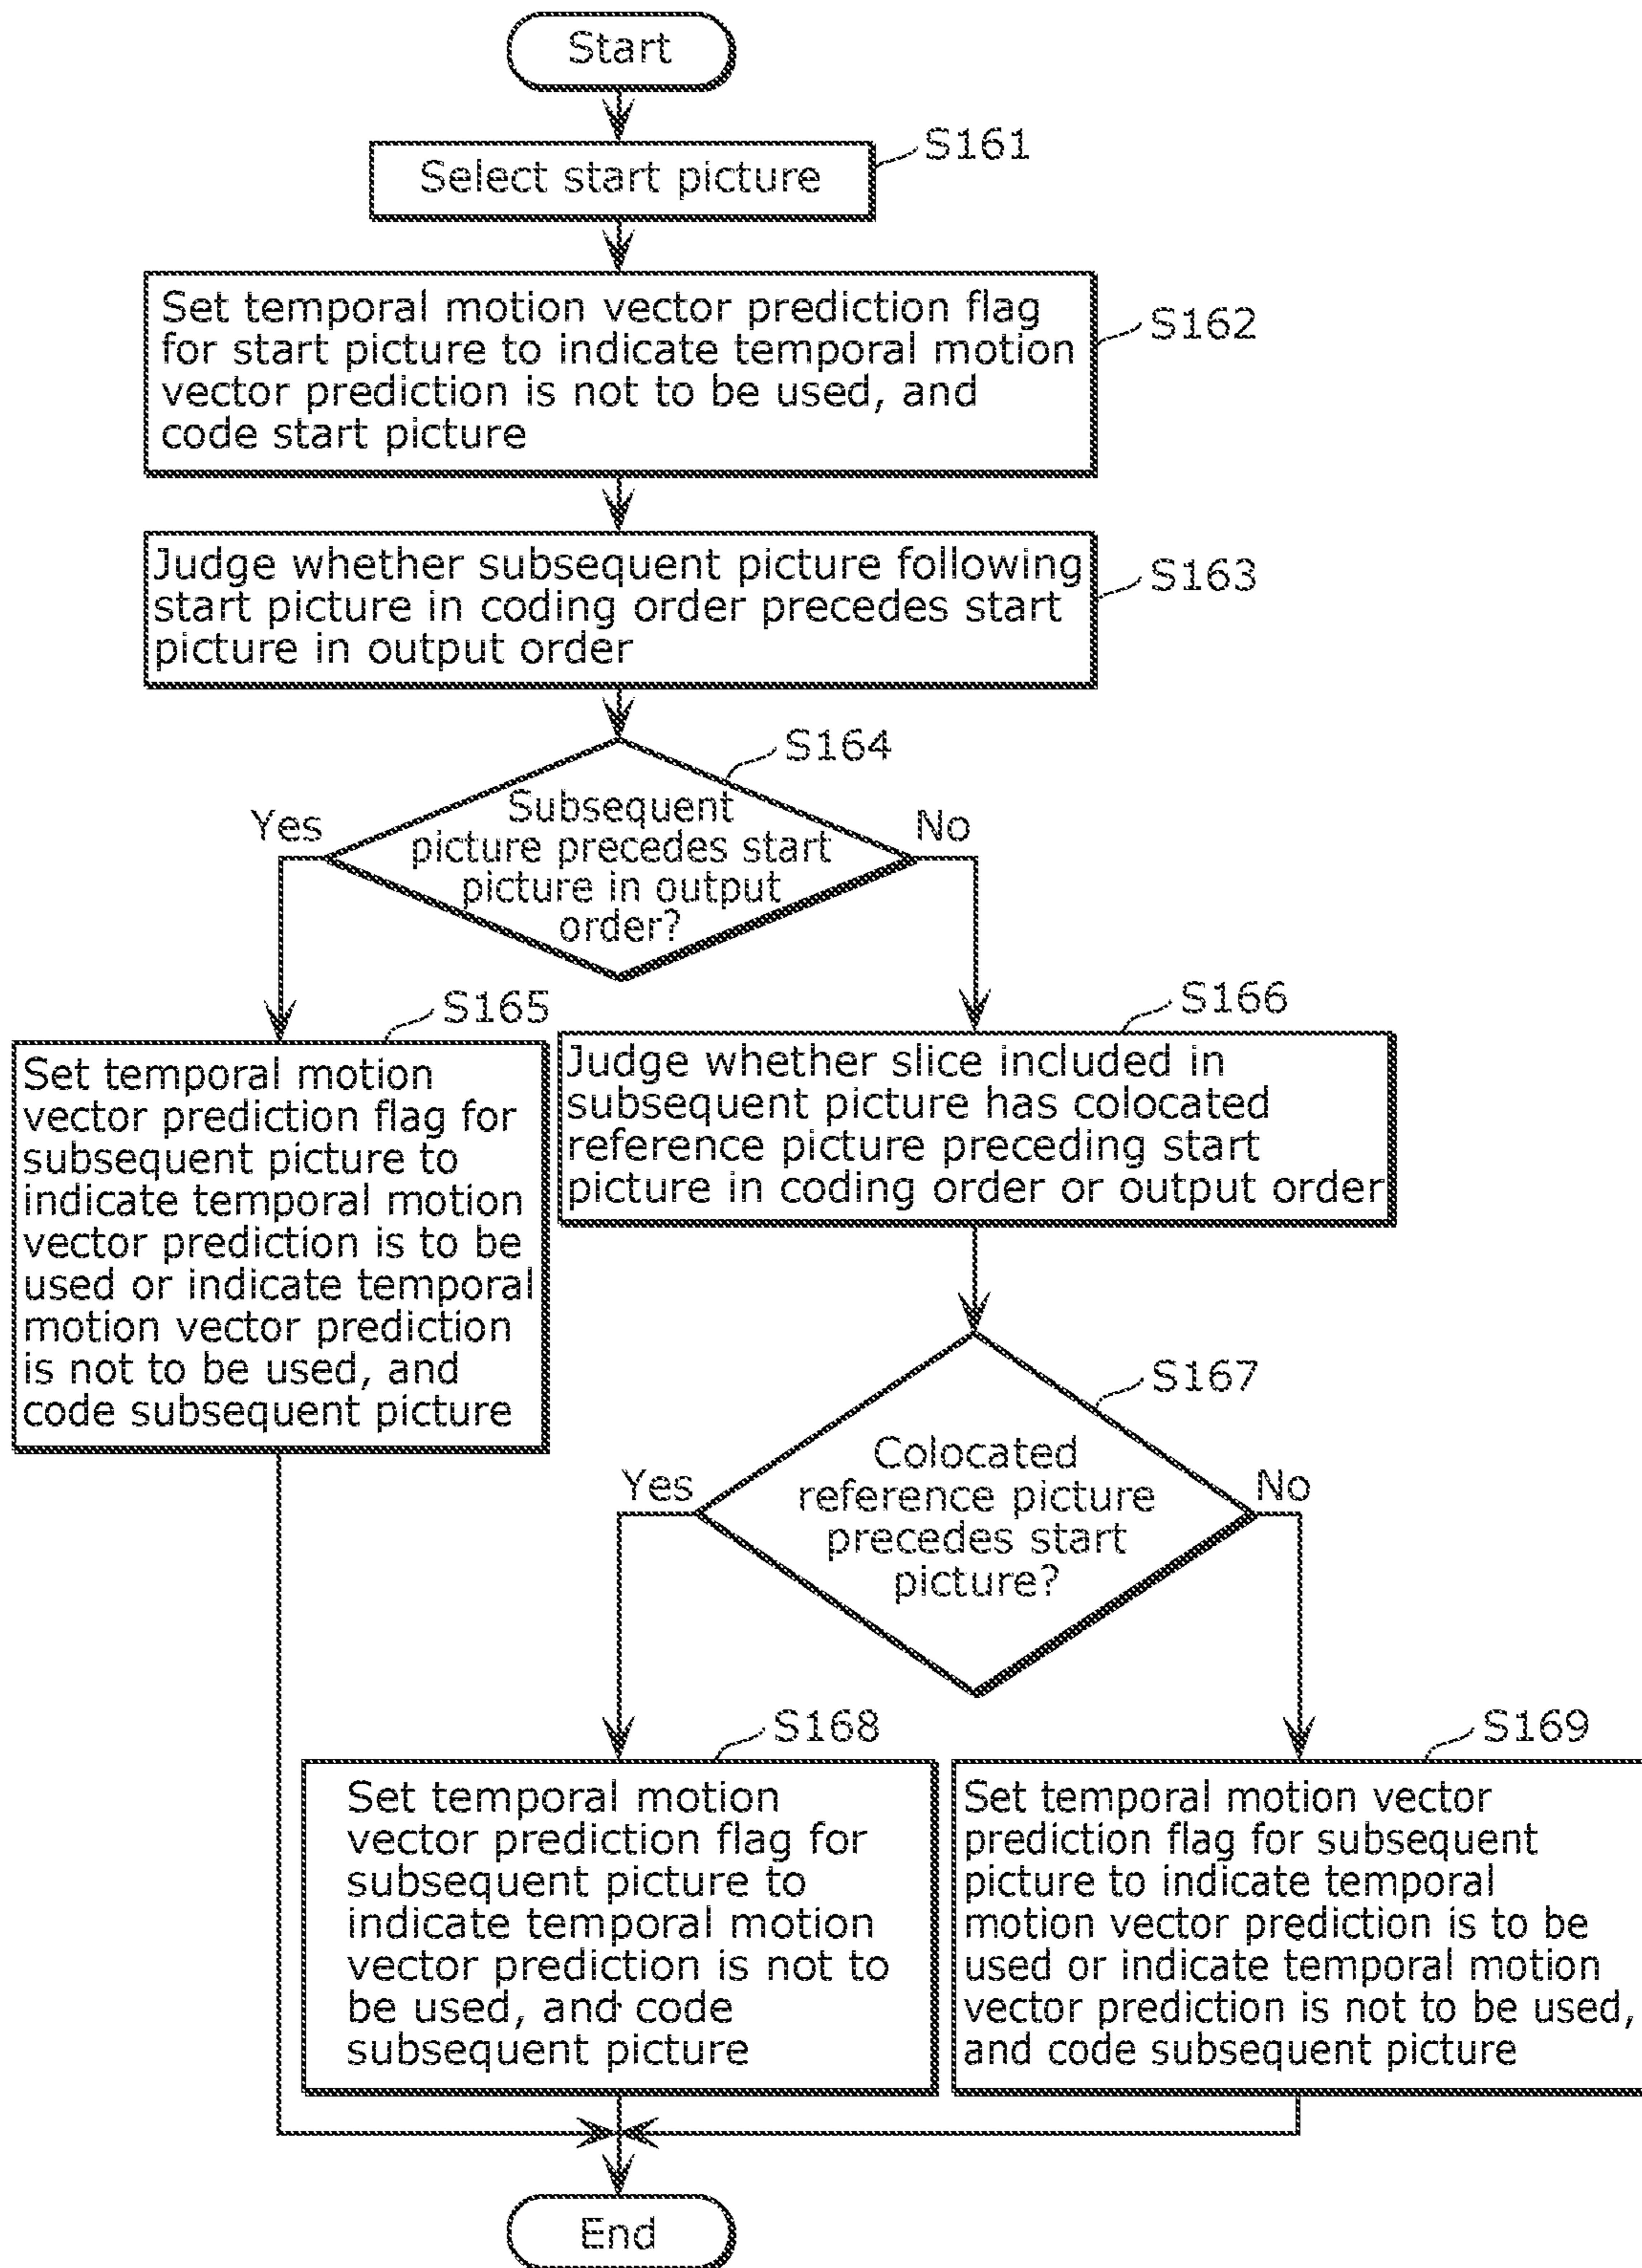 Start
S161
Select start picture
S162
Set temporal motion vector prediction flag
for start picture to indicate temporal motion
vector prediction is not to be used, and
code start picture
S163
Judge whether subsequent picture following
start picture in coding order precedes start
picture in output order
S164
Subsequent
picture precedes start
picture in output
order?
Yes
No
S165
Set temporal motion
vector prediction flag for
subsequent picture to
indicate temporal motion
vector prediction is to be
used or indicate temporal
motion vector prediction
is not to be used, and
code subsequent picture
S166
Judge whether slice included in
subsequent picture has colocated
reference picture preceding start
picture in coding order or output order
S167
Colocated
reference picture
precedes start
picture?
Yes
No
S168
Set temporal motion
vector prediction flag for
subsequent picture to
indicate temporal motion
vector prediction is not to
be used, and code
subsequent picture
S169
Set temporal motion vector
prediction flag for subsequent
picture to indicate temporal
motion vector prediction is to be
used or indicate temporal motion
vector prediction is not to be used,
and code subsequent picture
End